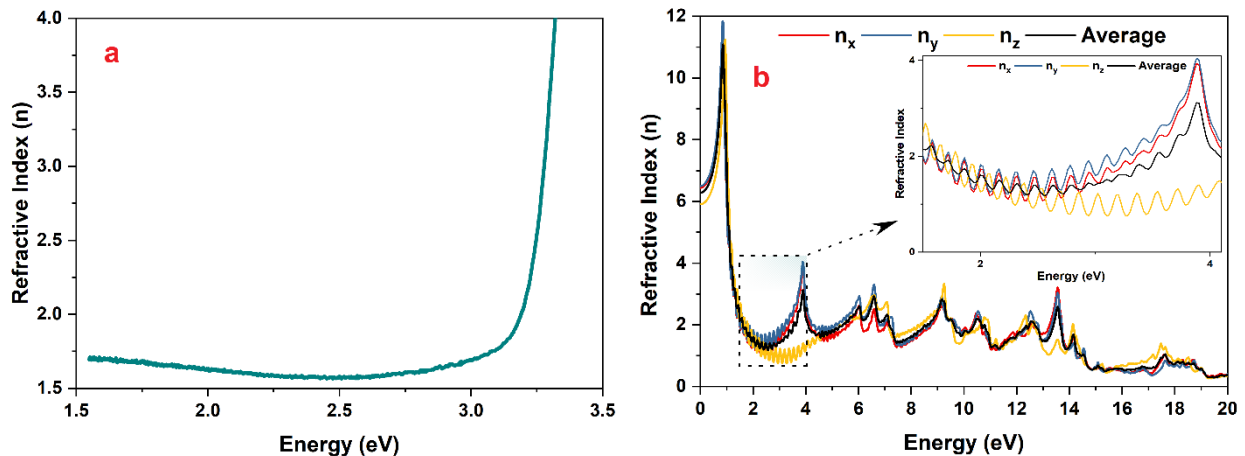 a
4.0
3.5
3.0
2.5
2.0
1.5
Refractive Index (n)
1.5 2.0 2.5 3.0 3.5
Energy (eV)
b
nx ny nz Average
12
10
8
6
4
2
0
Refractive Index (n)
0 2 4 6 8 10 12 14 16 18 20
Energy (eV)
nx ny nz Average
4
2
0
Refractive Index
2 4
Energy (eV)